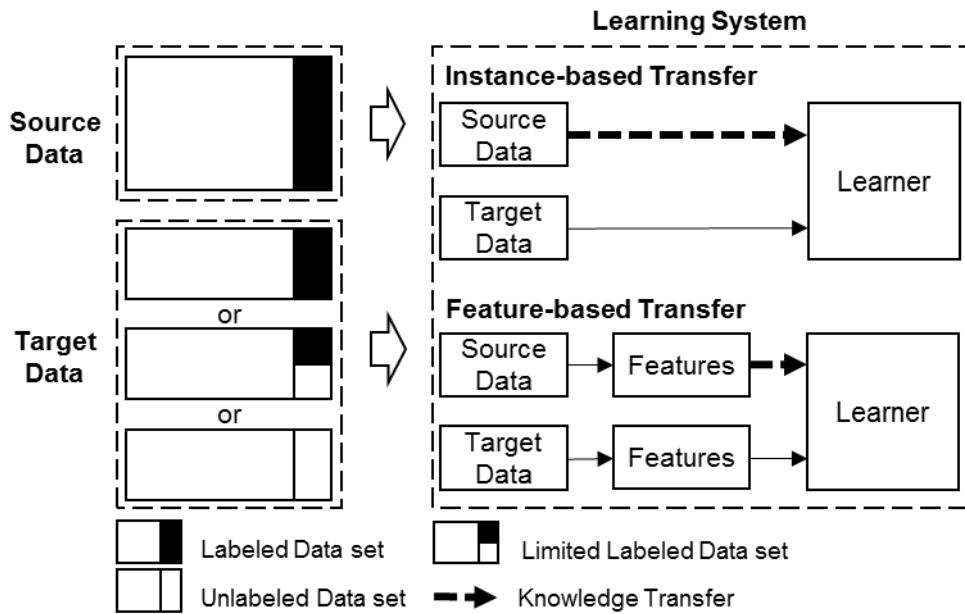 Learning System
Source
Data
Instance-based Transfer
Source
Data
Target
Data
Learner
Target
Data
or
or
Feature-based Transfer
Source
Data
Features
Target
Data
Features
Learner
Labeled Data set
Limited Labeled Data set
Unlabeled Data set
Knowledge Transfer